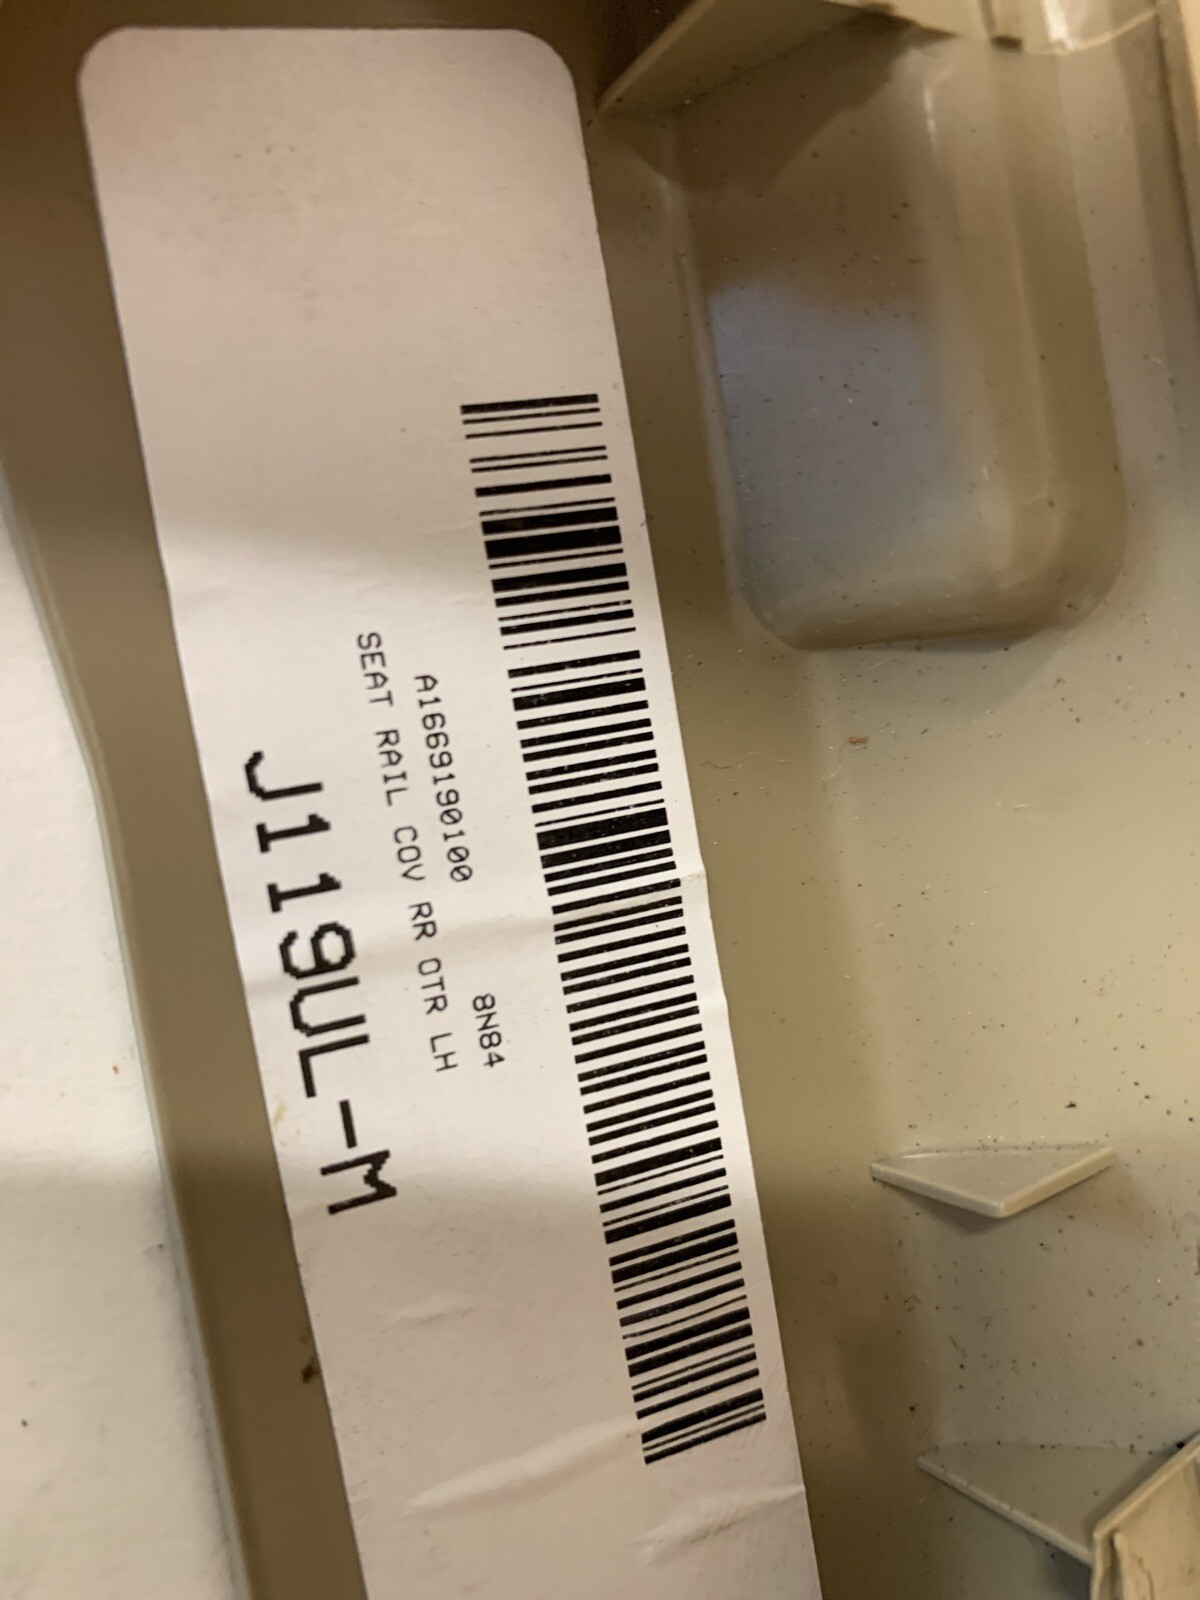 A1669190100 8N84
SEAT RAIL COV RR OTR LH
J119UL-M